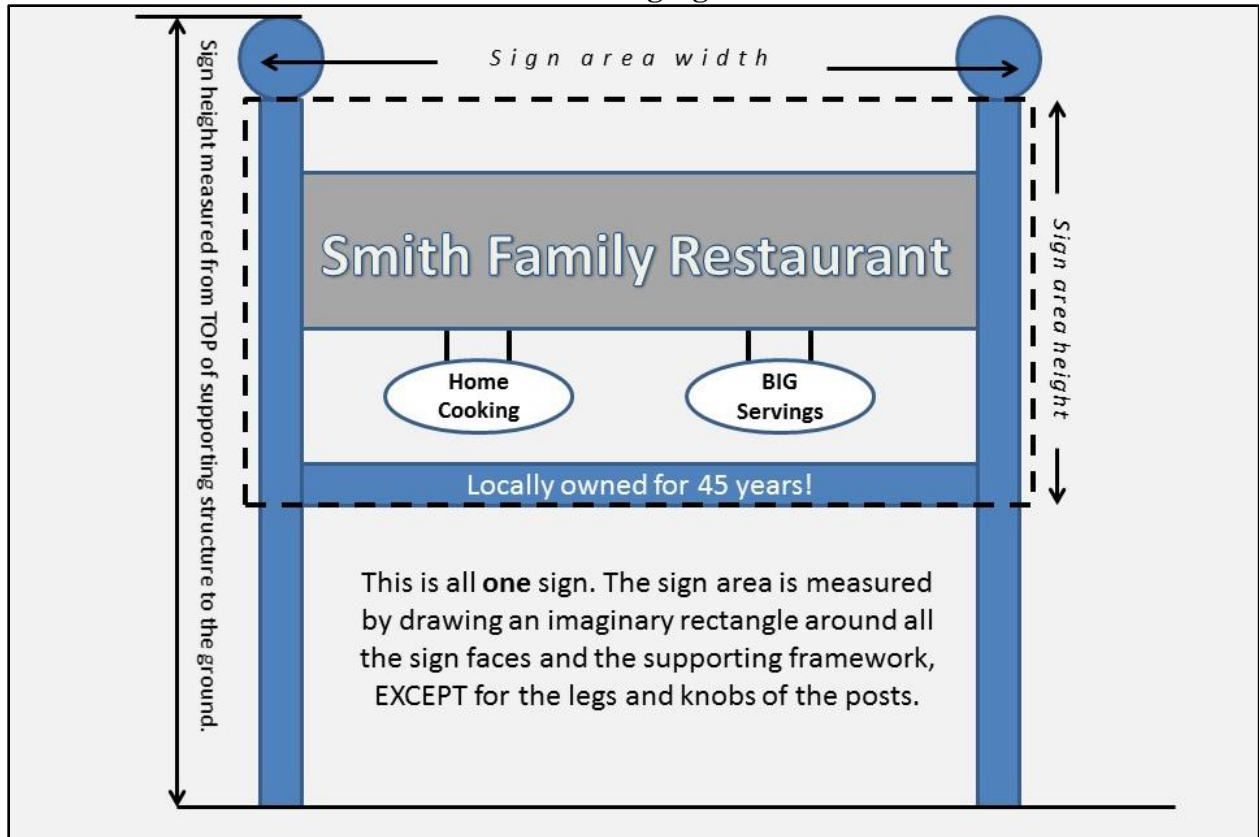 Sign area width
Sign height measured from TOP of supporting structure to the ground.
Smith Family Restaurant
Sign area height
Home
Cooking
BIG
Servings
Locally owned for 45 years!
This is all one sign. The sign area is measured
by drawing an imaginary rectangle around all
the sign faces and the supporting framework,
EXCEPT for the legs and knobs of the posts.